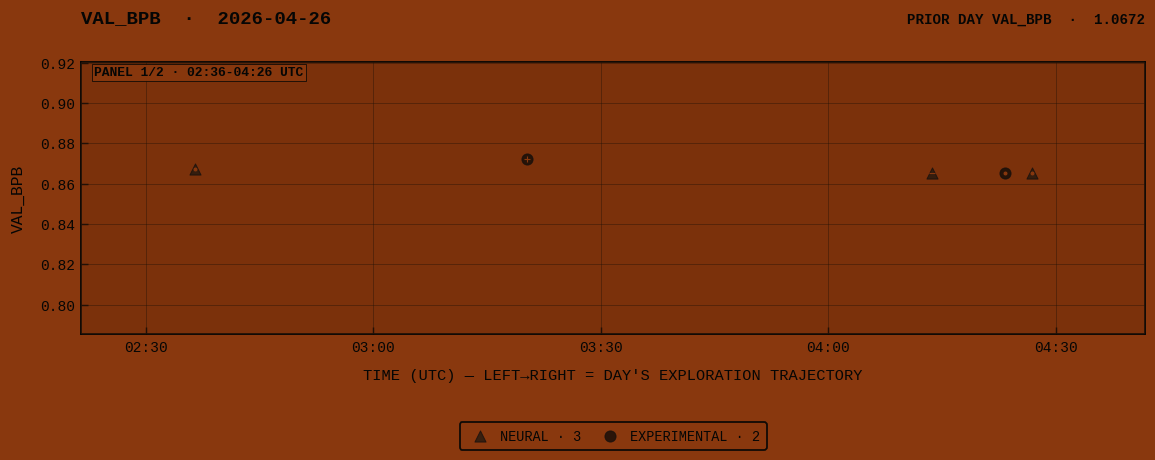 VAL_BPB · 2026-04-26
PRIOR DAY VAL_BPB · 1.0672
PANEL 1/2 · 02:36-04:26 UTC
VAL_BPB
0.92
0.90
0.88
0.86
0.84
0.82
0.80
02:30 03:00 03:30 04:00 04:30
TIME (UTC) — LEFT→RIGHT = DAY'S EXPLORATION TRAJECTORY
NEURAL · 3 EXPERIMENTAL · 2